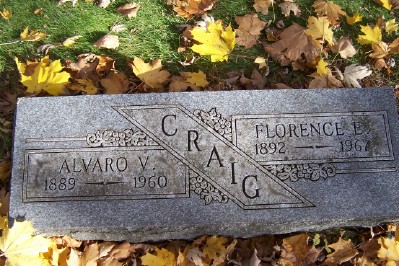 CRAIG
ALVARO V.
1889 — 1960
FLORENCE E.
1892 — 1967